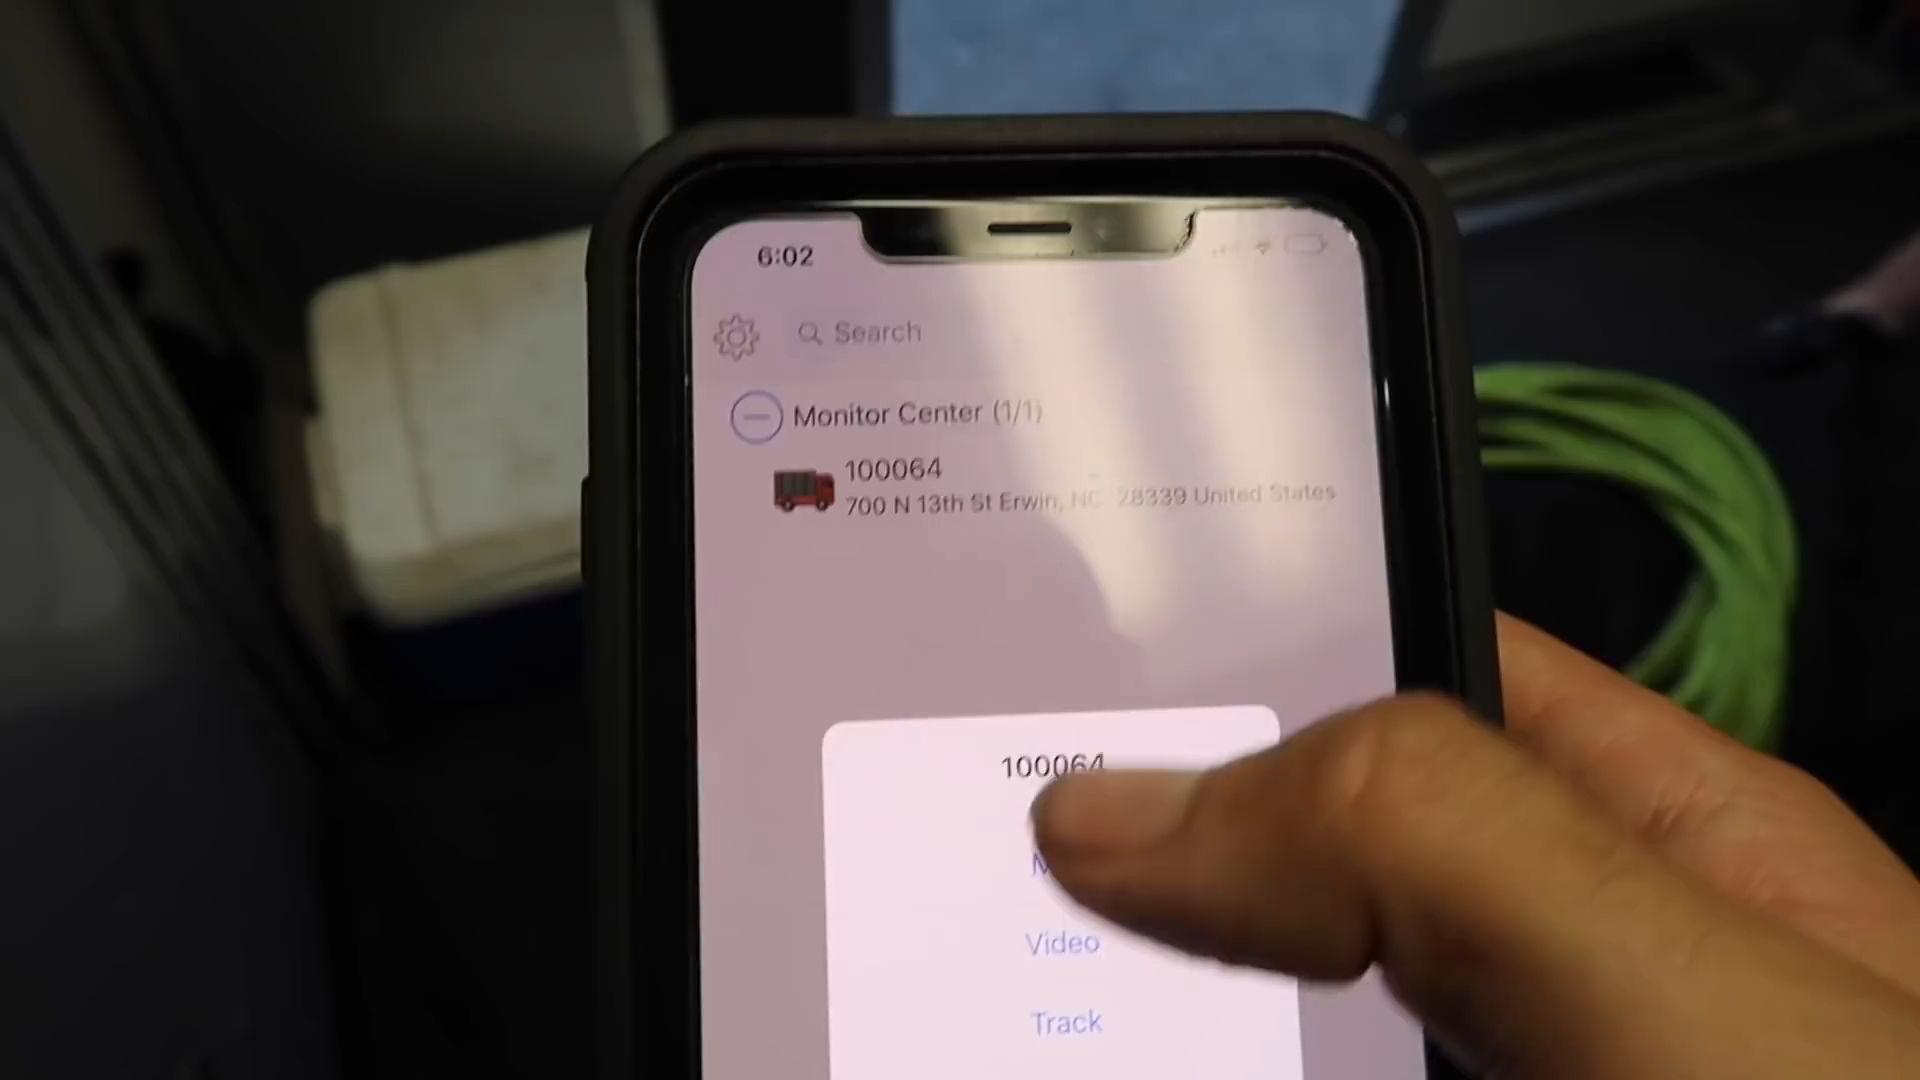 6:02
Search
Monitor Center (1/1)
100064
700 N 13th St Erwin, NC 28339 United States
100064
Video
Track